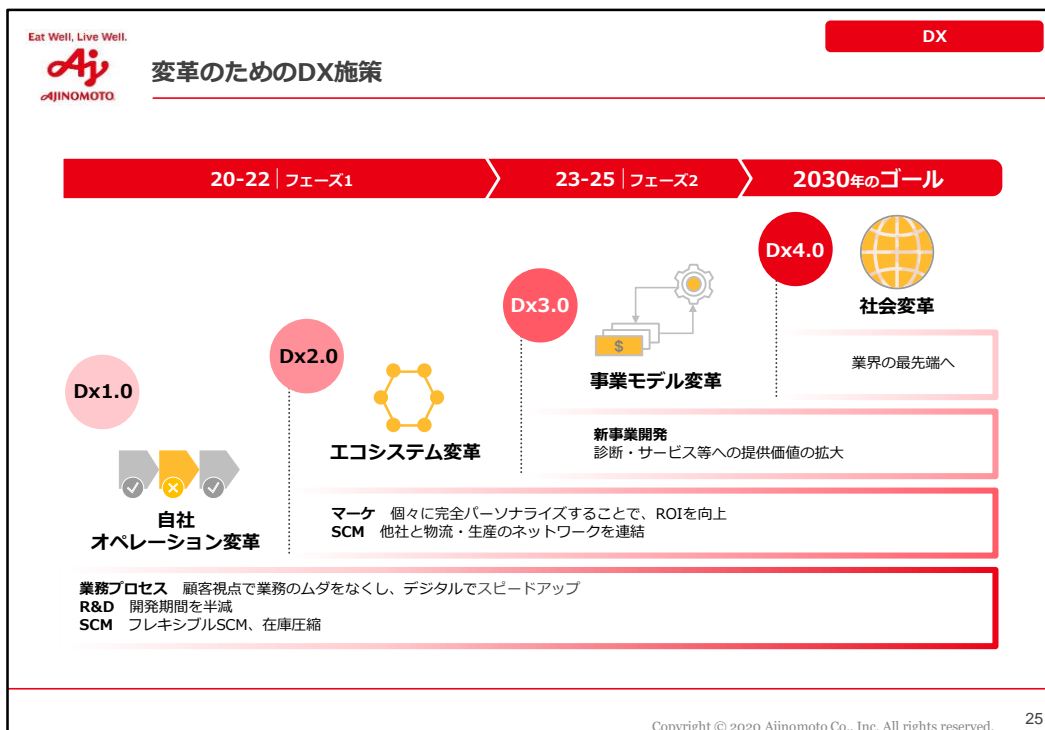 Eat Well, Live Well.
AJINOMOTO
DX
変革のためのDX施策
20-22 | フェーズ1
23-25 | フェーズ2
2030年のゴール
Dx4.0
社会変革
業界の最先端へ
Dx3.0
$
事業モデル変革
新事業開発
診断・サービス等への提供価値の拡大
Dx2.0
エコシステム変革
マーケ 個々に完全パーソナライズすることで、ROIを向上
SCM 他社と物流・生産のネットワークを連結
Dx1.0
自社
オペレーション変革
業務プロセス 顧客視点で業務のムダをなくし、デジタルでスピードアップ
R&D 開発期間を半減
SCM フレキシブルSCM、在庫圧縮
Copyright © 2020 Ajinomoto Co., Inc. All rights reserved.
25